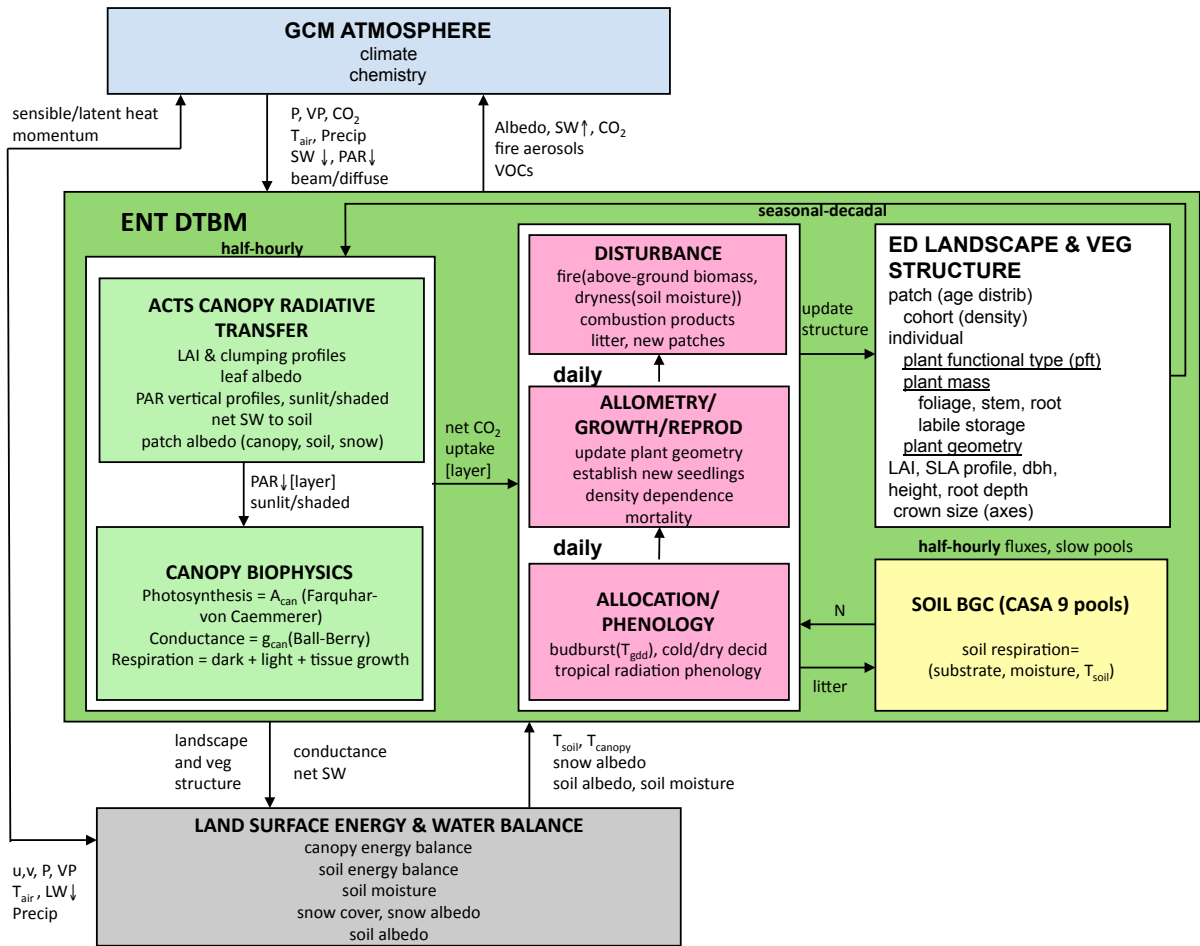 GCM ATMOSPHERE
climate
chemistry
sensible/latent heat
momentum
P, VP, CO₂
T_air, Precip
SW ↓, PAR↓
beam/diffuse
Albedo, SW↑, CO₂
fire aerosols
VOCs
ENT DTBM
seasonal-decadal
half-hourly
ACTS CANOPY RADIATIVE
TRANSFER
LAI & clumping profiles
leaf albedo
PAR vertical profiles, sunlit/shaded
net SW to soil
patch albedo (canopy, soil, snow)
PAR↓[layer]
sunlit/shaded
CANOPY BIOPHYSICS
Photosynthesis = A_can (Farquhar-
von Caemmerer)
Conductance = g_can(Ball-Berry)
Respiration = dark + light + tissue growth
net CO₂
uptake
[layer]
DISTURBANCE
fire(above-ground biomass,
dryness(soil moisture))
combustion products
litter, new patches
daily
ALLOMETRY/
GROWTH/REPROD
update plant geometry
establish new seedlings
density dependence
mortality
daily
ALLOCATION/
PHENOLOGY
budburst(T_gdd), cold/dry decid
tropical radiation phenology
update
structure
ED LANDSCAPE & VEG
STRUCTURE
patch (age distrib)
cohort (density)
individual
plant functional type (pft)
plant mass
foliage, stem, root
labile storage
plant geometry
LAI, SLA profile, dbh,
height, root depth
crown size (axes)
half-hourly fluxes, slow pools
N
litter
SOIL BGC (CASA 9 pools)
soil respiration=
(substrate, moisture, T_soil)
landscape
and veg
structure
conductance
net SW
T_soil, T_canopy
snow albedo
soil albedo, soil moisture
LAND SURFACE ENERGY & WATER BALANCE
canopy energy balance
soil energy balance
soil moisture
snow cover, snow albedo
soil albedo
u,v, P, VP
T_air , LW↓
Precip